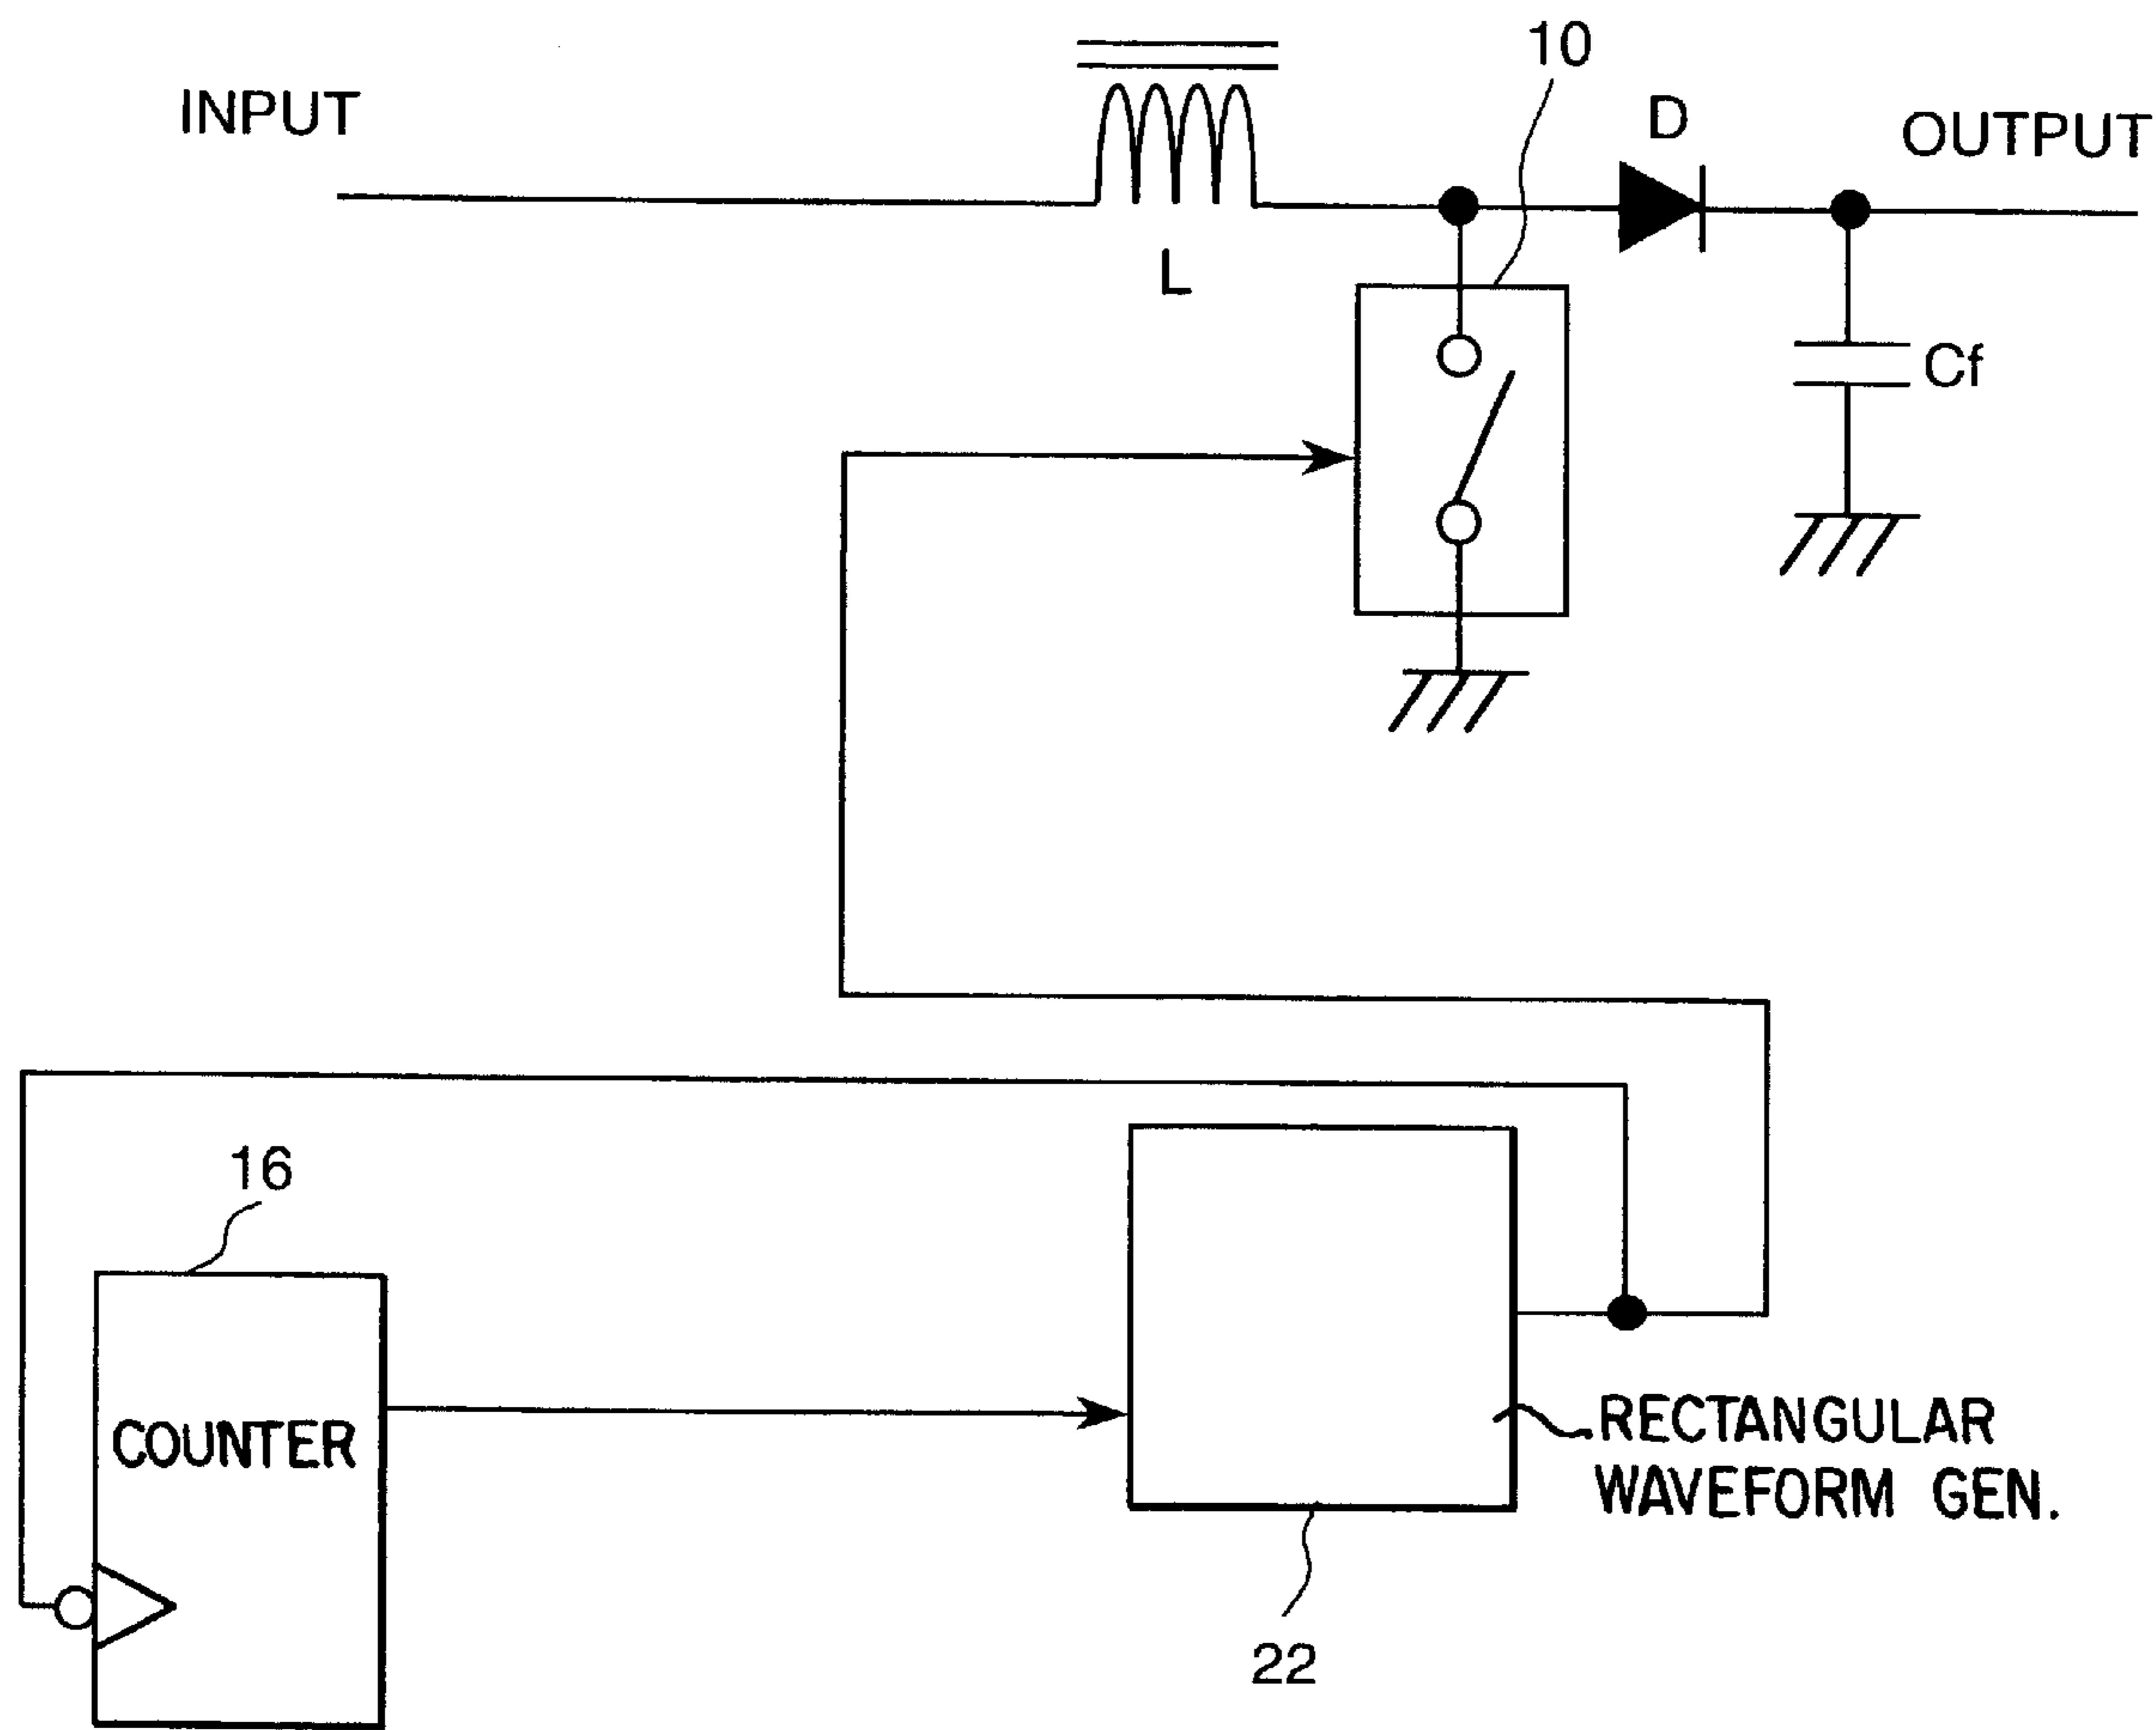 10
INPUT
D
OUTPUT
L
Cf
16
COUNTER
RECTANGULAR
WAVEFORM GEN.
22